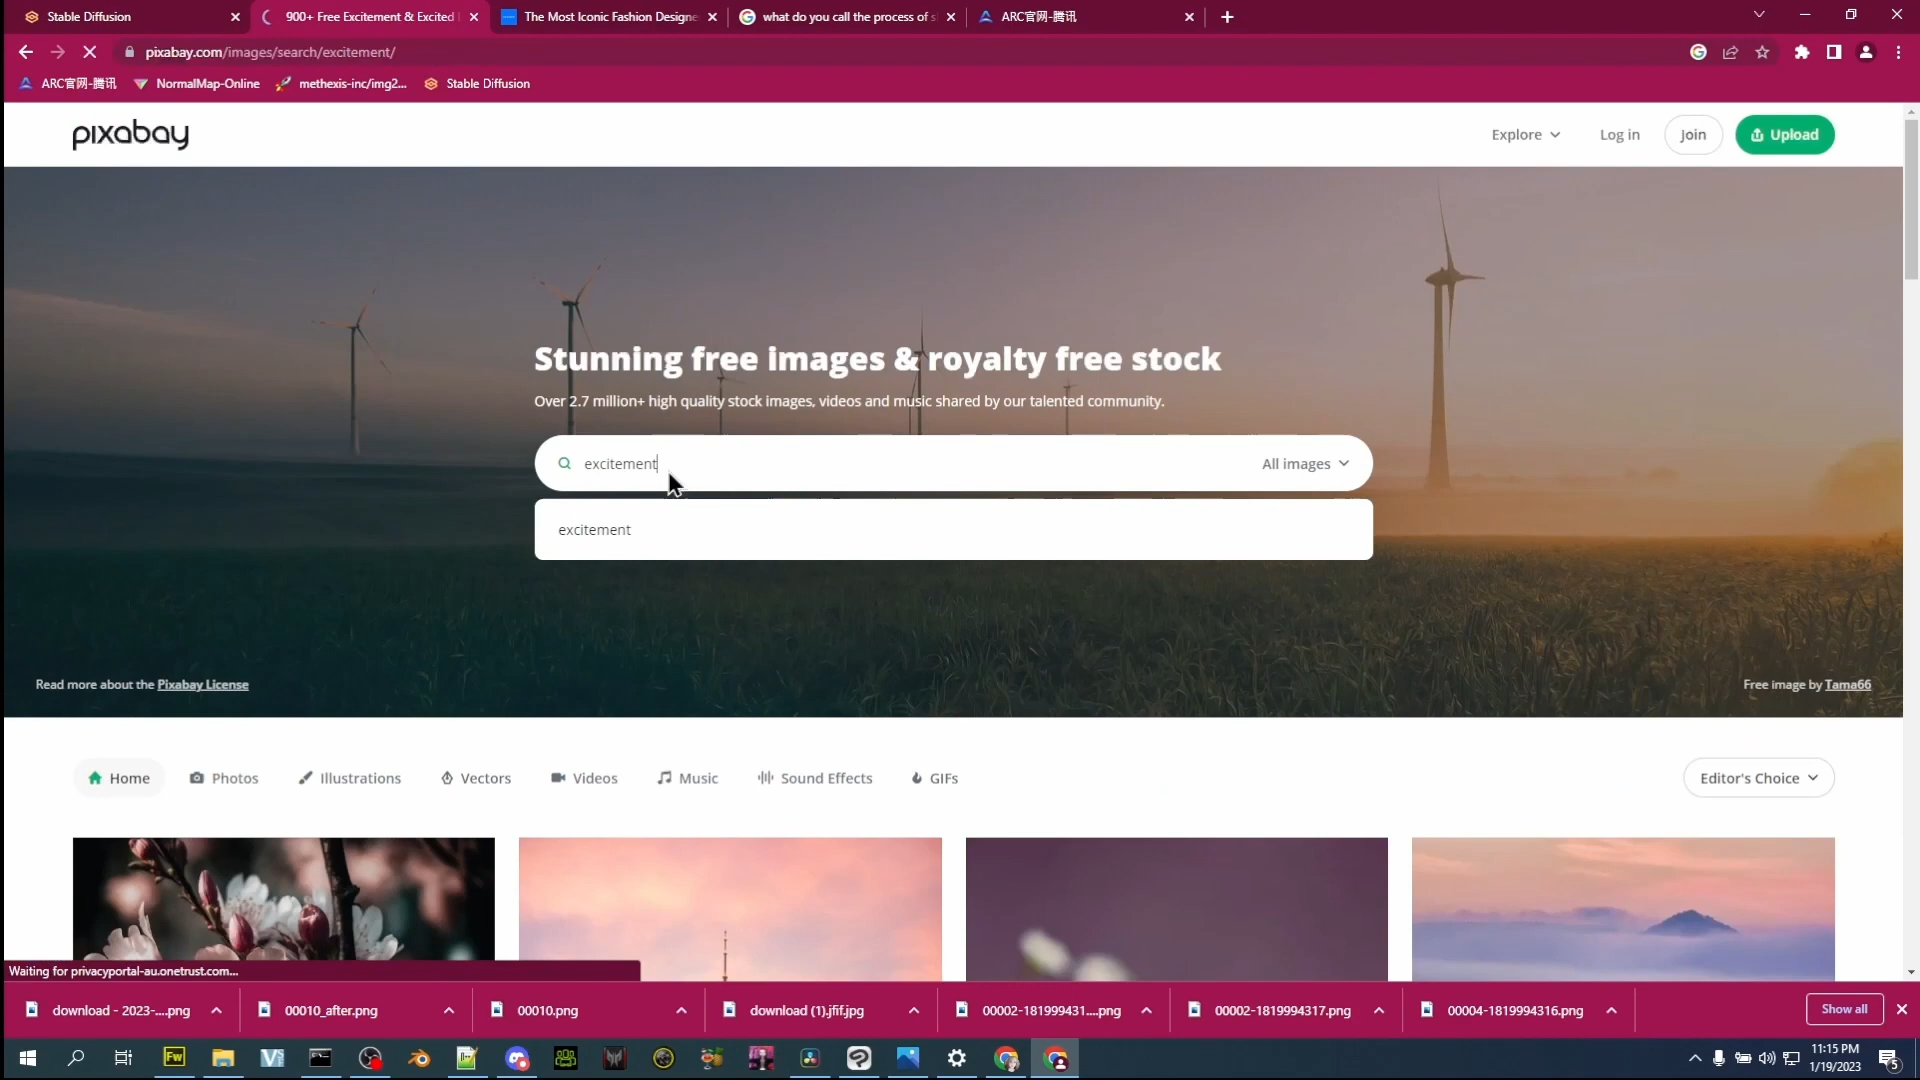 Stable Diffusion
900+ Free Excitement & Excited
The Most Iconic Fashion Designe
what do you call the process of s
ARC官网-腾讯
pixabay.com/images/search/excitement/
ARC官网-腾讯
NormalMap-Online
methexis-inc/img2...
Stable Diffusion
pixabay
Explore
Log in
Join
Upload
Stunning free images & royalty free stock
Over 2.7 million+ high quality stock images, videos and music shared by our talented community.
excitement
All images
excitement
Read more about the Pixabay License
Free image by Tama66
Home
Photos
Illustrations
Vectors
Videos
Music
Sound Effects
GIFs
Editor's Choice
Waiting for privacyportal-au.onetrust.com...
download - 2023-....png
00010_after.png
00010.png
download (1).jfif.jpg
00002-181999431....png
00002-1819994317.png
00004-1819994316.png
Show all
Fw
11:15 PM
1/19/2023
5